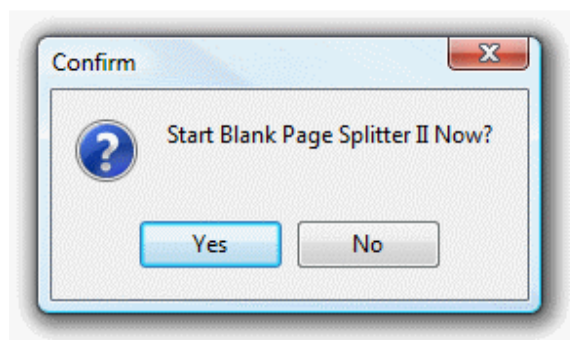 Confirm
Start Blank Page Splitter II Now?
Yes
No